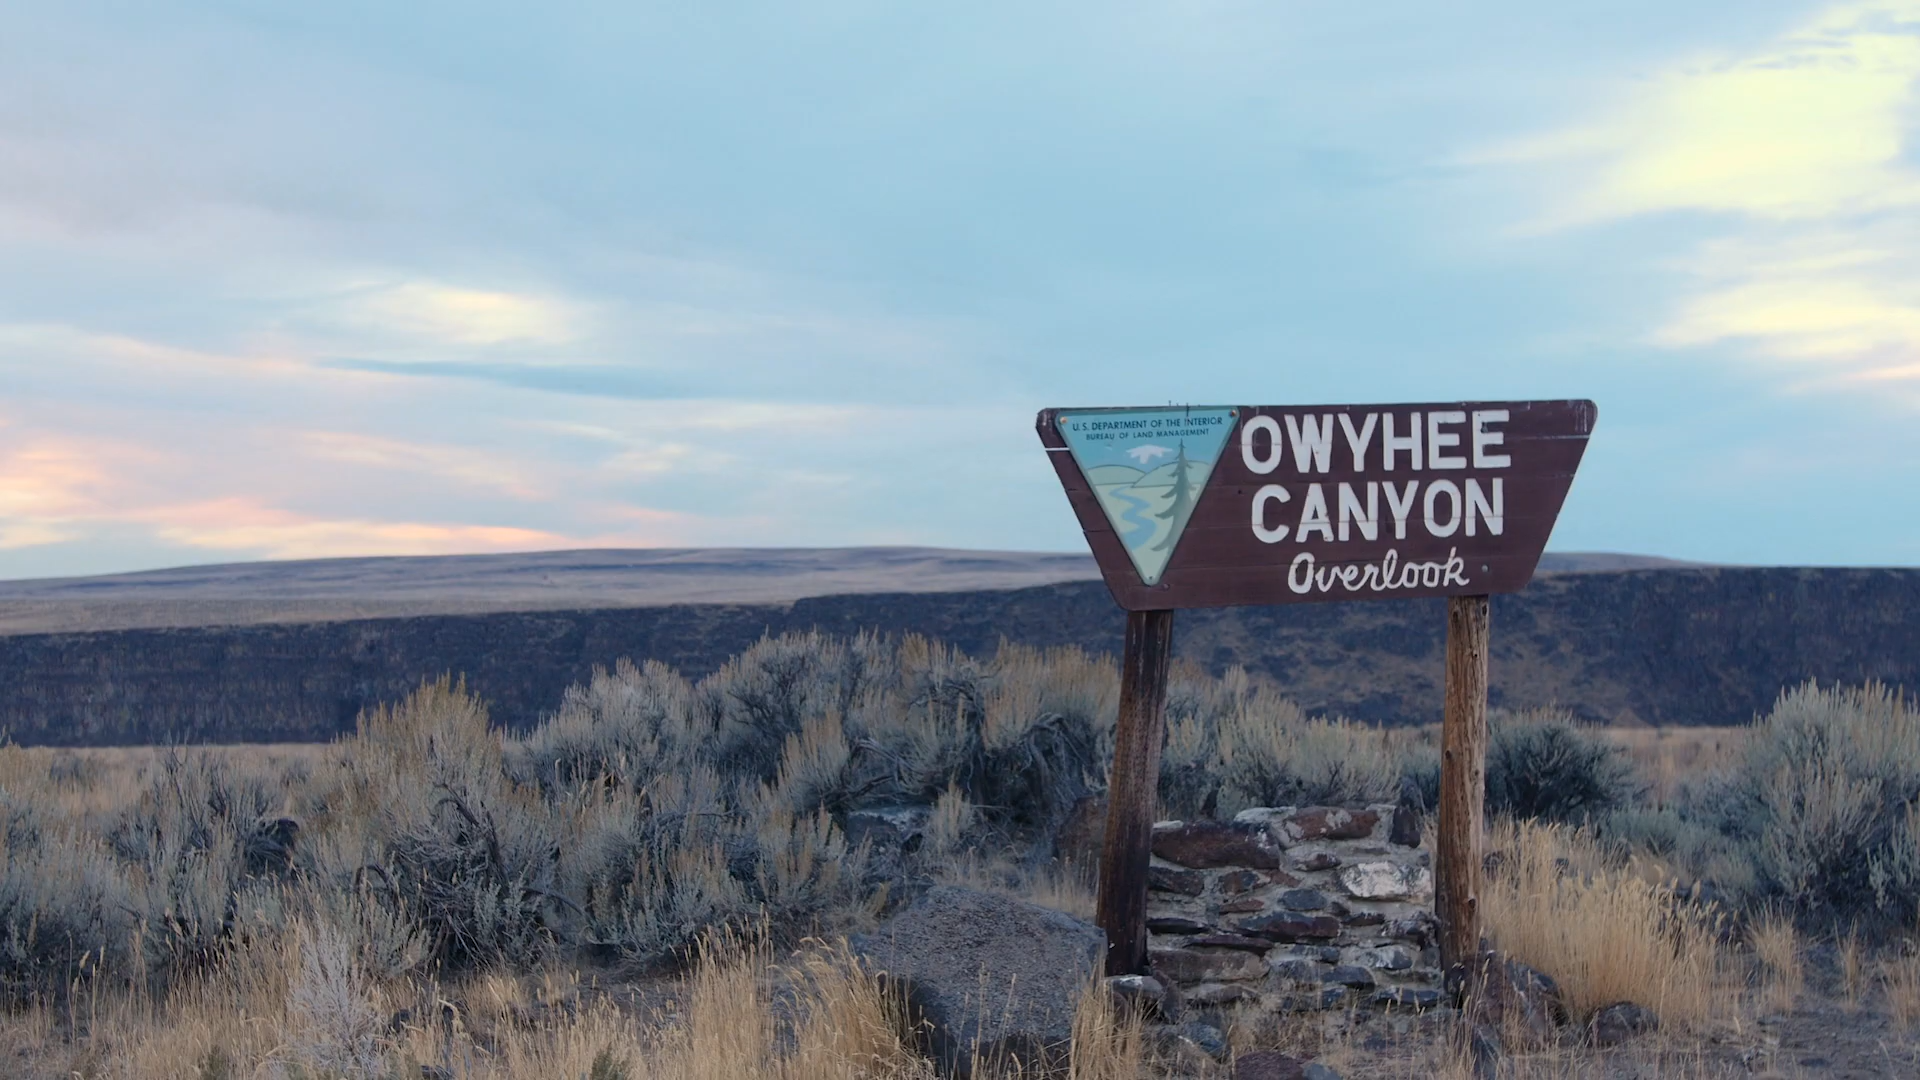 U.S. DEPARTMENT OF THE INTERIOR
BUREAU OF LAND MANAGEMENT
OWYHEE
CANYON
Overlook